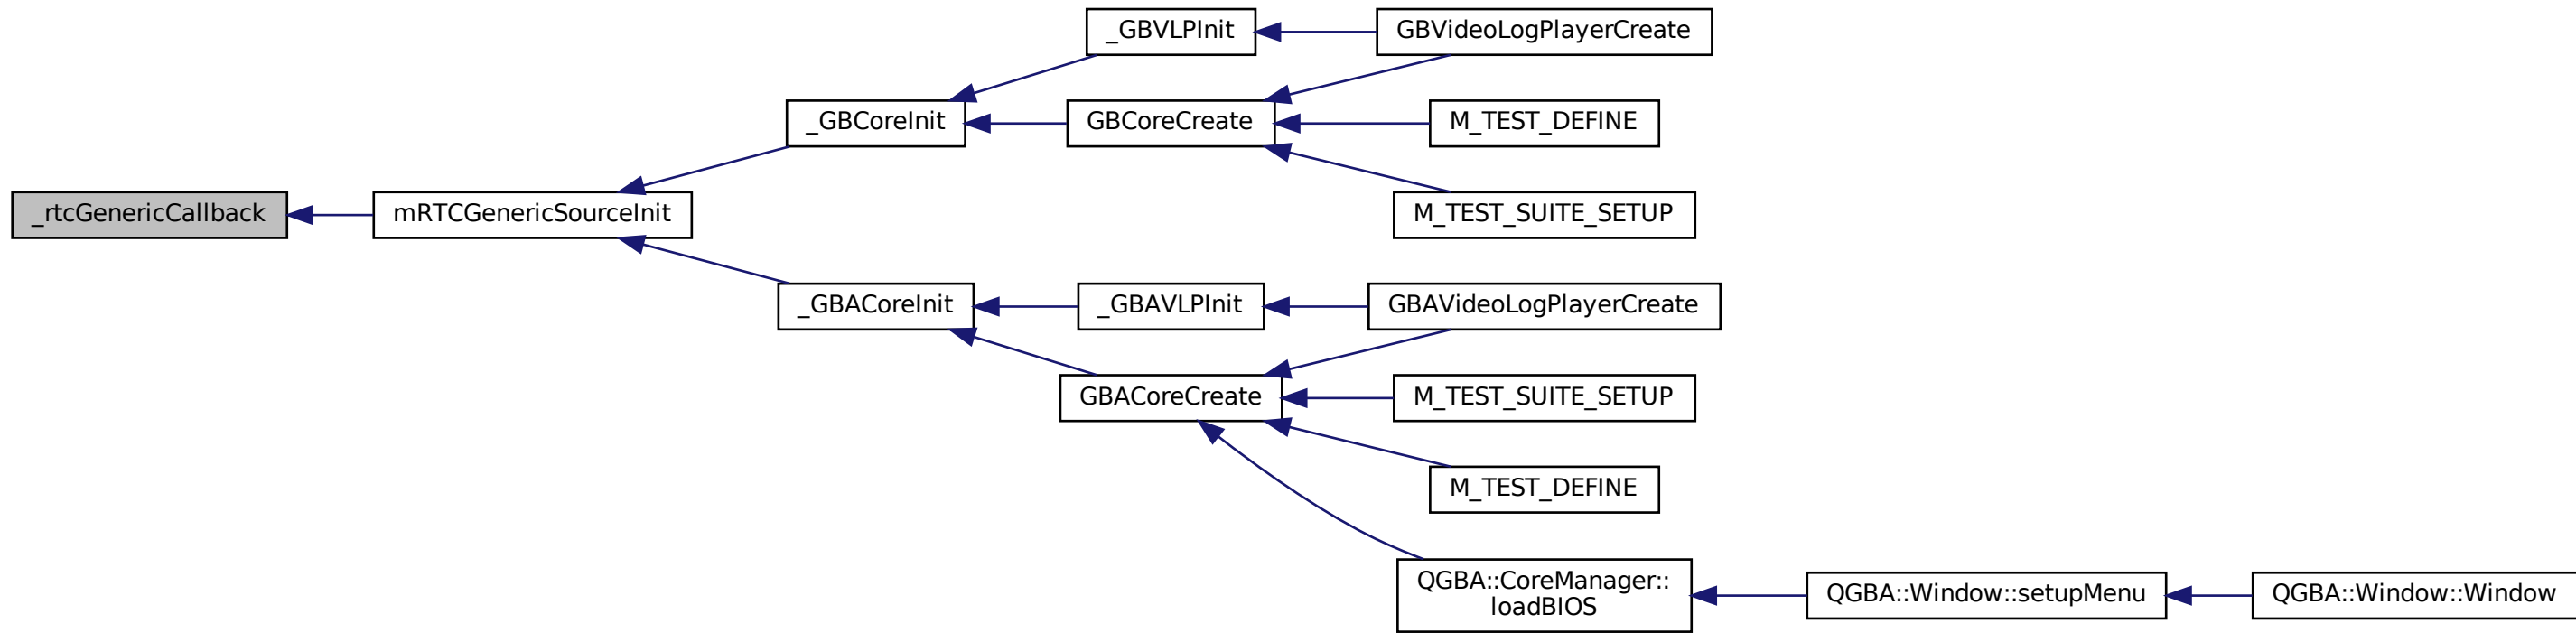 _GBVLPInit
GBVideoLogPlayerCreate
_GBCoreInit
GBCoreCreate
M_TEST_DEFINE
_rtcGenericCallback
mRTCGenericSourceInit
M_TEST_SUITE_SETUP
_GBACoreInit
_GBAVLPInit
GBAVideoLogPlayerCreate
GBACoreCreate
M_TEST_SUITE_SETUP
M_TEST_DEFINE
QGBA::CoreManager::
loadBIOS
QGBA::Window::setupMenu
QGBA::Window::Window